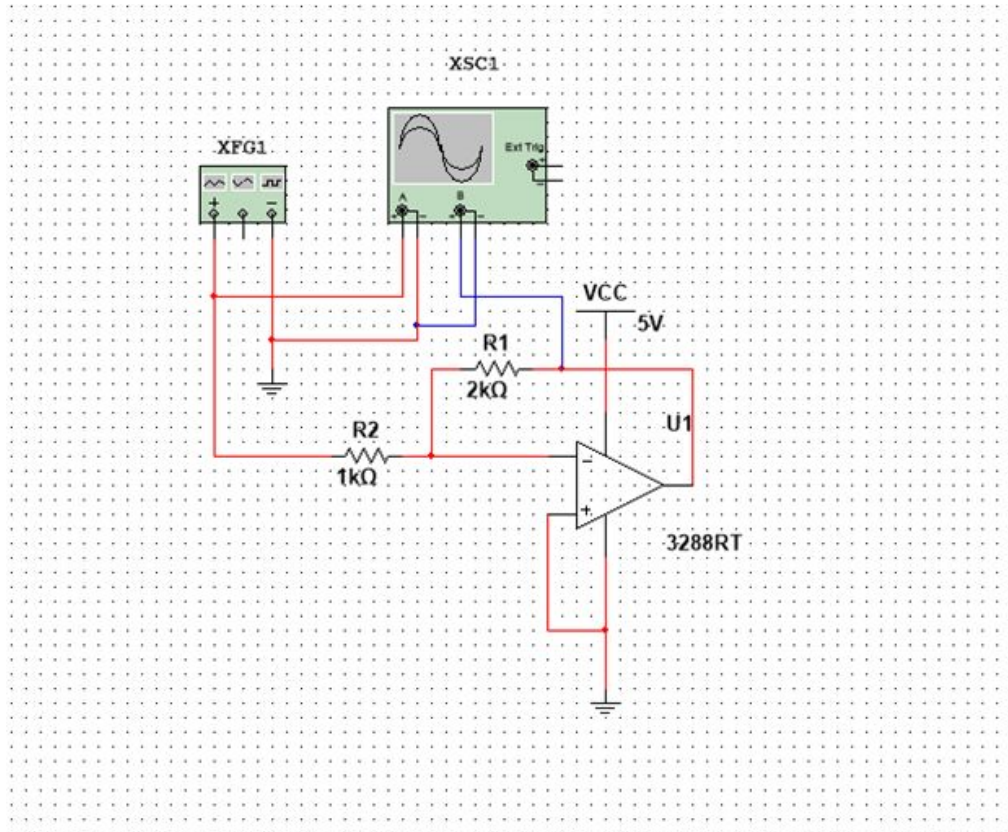 XSC1
XFG1
Ext Trig
+
−
+
−
A
B
+
−
+
−
VCC
5V
R1
2kΩ
U1
R2
1kΩ
−
+
3288RT